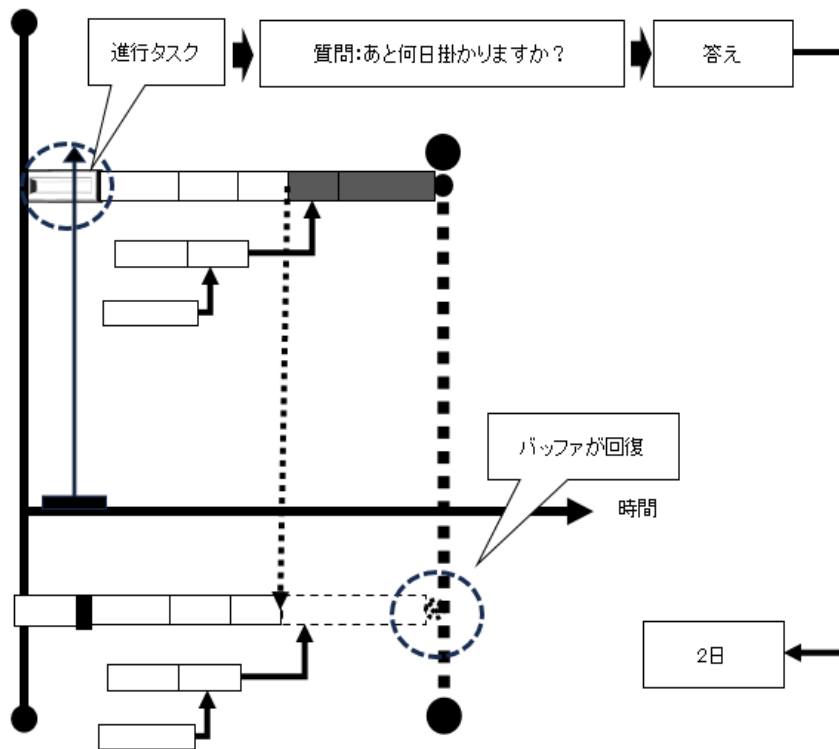 進行タスク
質問:あと何日掛かりますか？
答え
バッファが回復
時間
2日